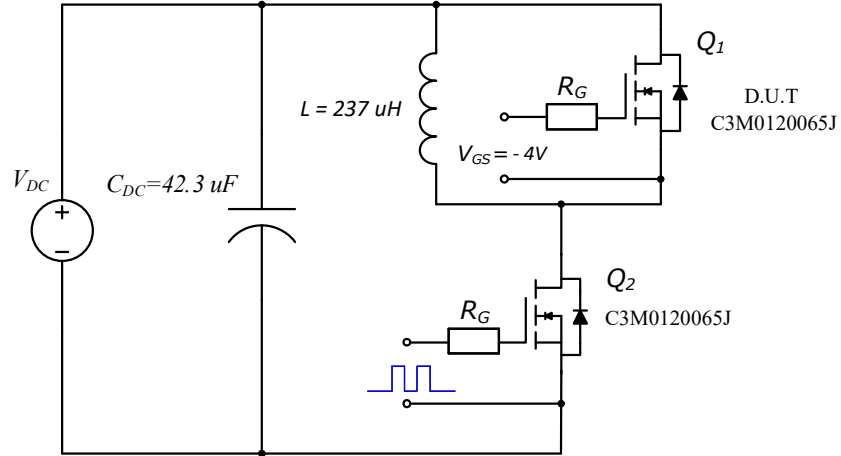 Q1
RG
D.U.T
C3M0120065J
L = 237 uH
VGS = - 4V
VDC
CDC=42.3 uF
+
−
Q2
RG
C3M0120065J